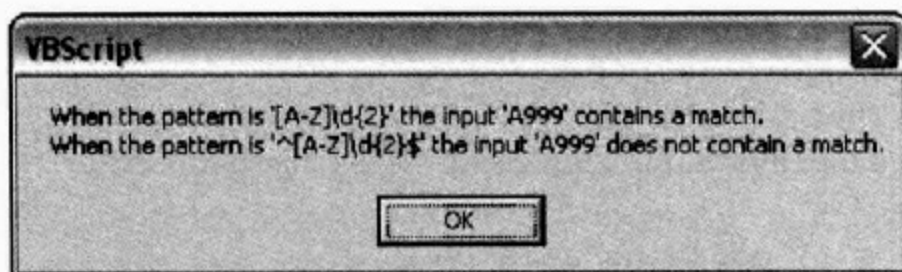 VBScript
When the pattern is '[A-Z]\d{2}' the input 'A999' contains a match.
When the pattern is '^[A-Z]\d{2}$' the input 'A999' does not contain a match.
OK